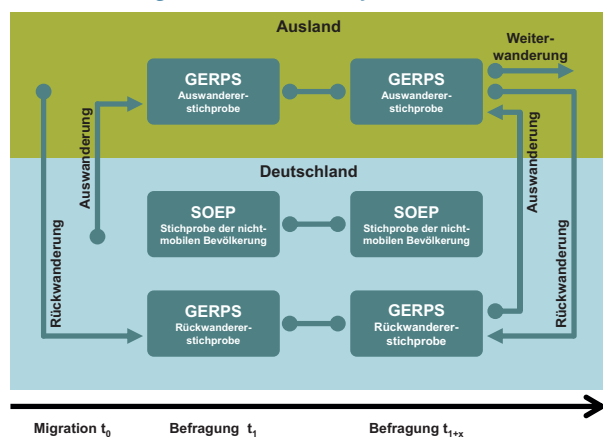 Ausland
Weiter-
wanderung
GERPS
Auswanderer-
stichprobe
GERPS
Auswanderer-
stichprobe
Auswanderung
Auswanderung
Rückwanderung
Rückwanderung
Deutschland
SOEP
Stichprobe der nicht-
mobilen Bevölkerung
SOEP
Stichprobe der nicht-
mobilen Bevölkerung
GERPS
Rückwanderer-
stichprobe
GERPS
Rückwanderer-
stichprobe
Migration t₀
Befragung t₁
Befragung t₁₊ₓ